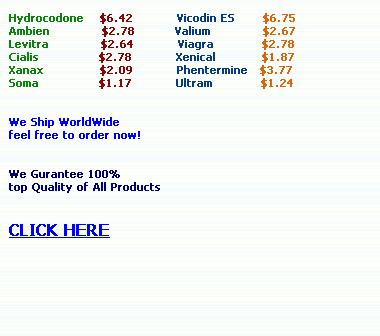 Hydrocodone $6.42 Vicodin ES $6.75
Ambien $2.78 Valium $2.67
Levitra $2.64 Viagra $2.78
Cialis $2.78 Xenical $1.87
Xanax $2.09 Phentermine $3.77
Soma $1.17 Ultram $1.24
We Ship WorldWide
feel free to order now!
We Gurantee 100%
top Quality of All Products
CLICK HERE